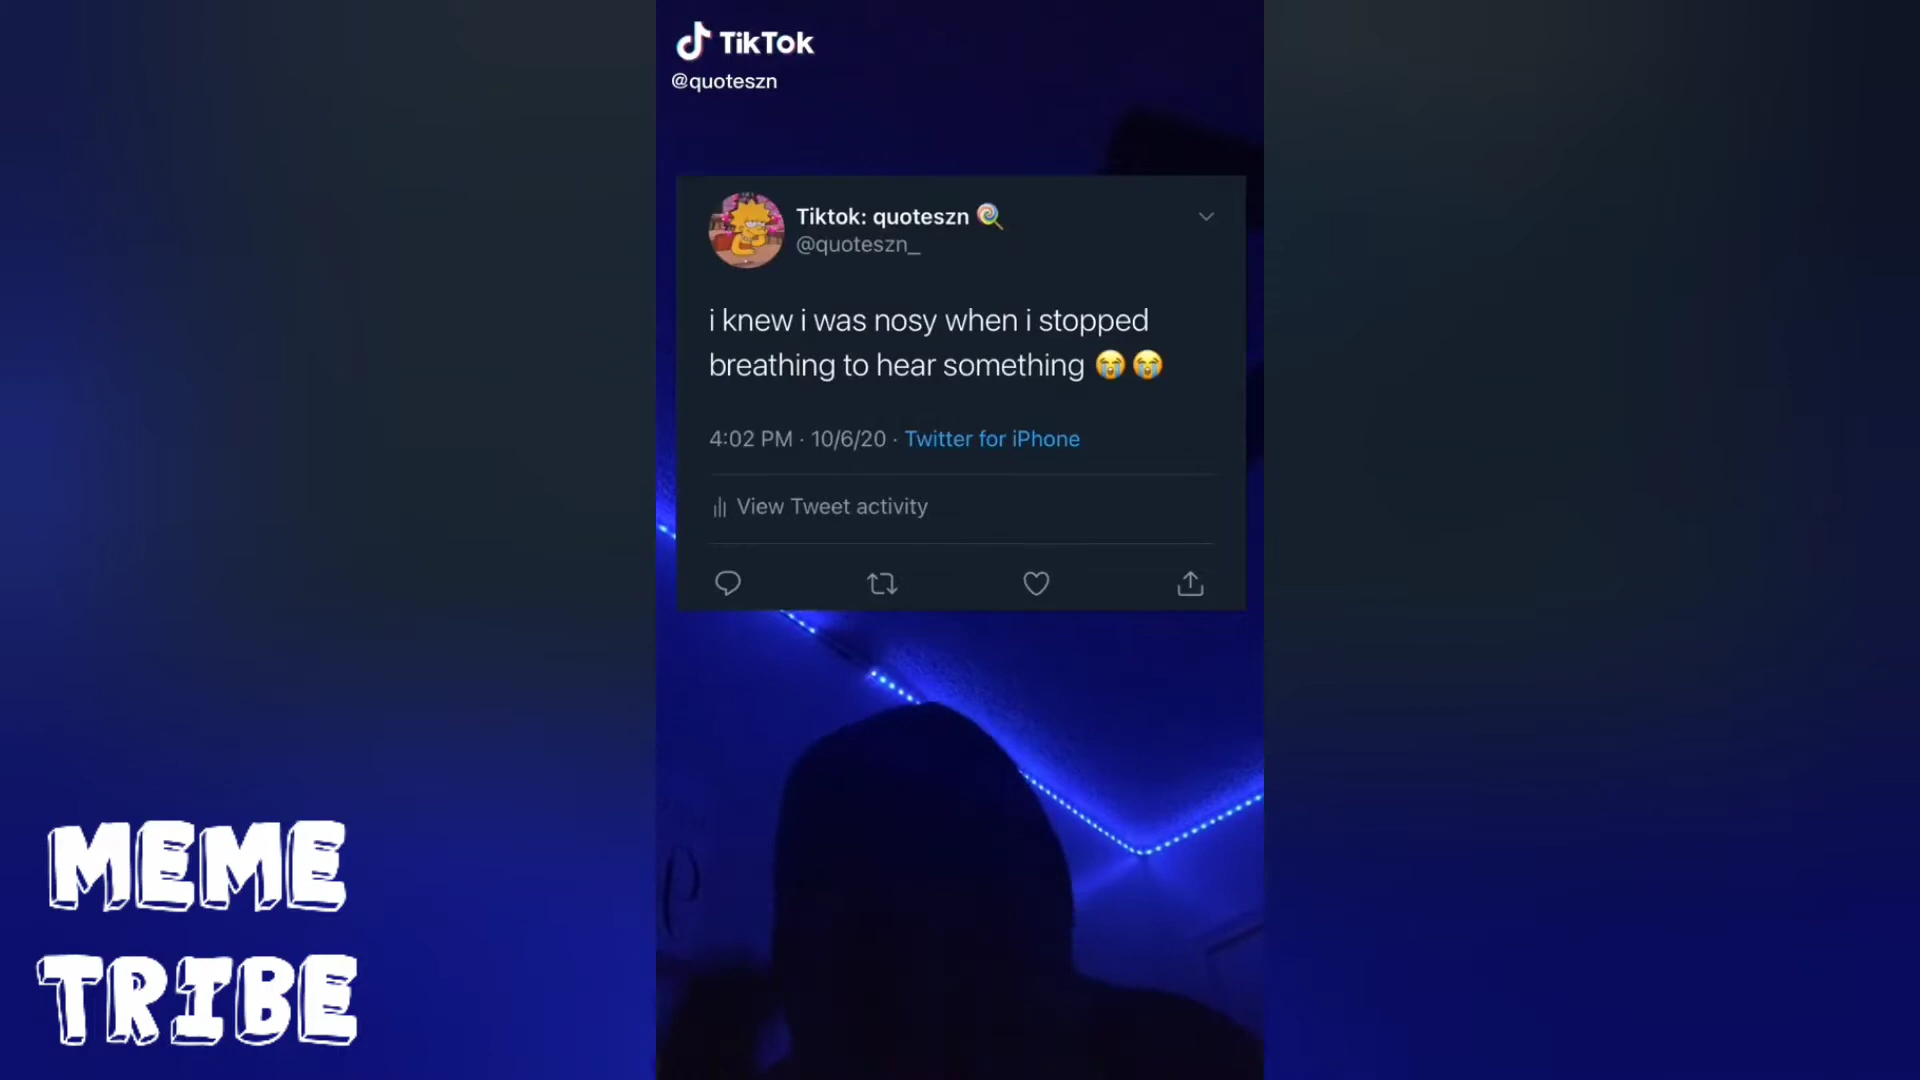 TikTok
@quoteszn
Tiktok: quoteszn 🍭
@quoteszn_
i knew i was nosy when i stopped
breathing to hear something 😭😭
4:02 PM · 10/6/20 · Twitter for iPhone
View Tweet activity
MEME
TRIBE